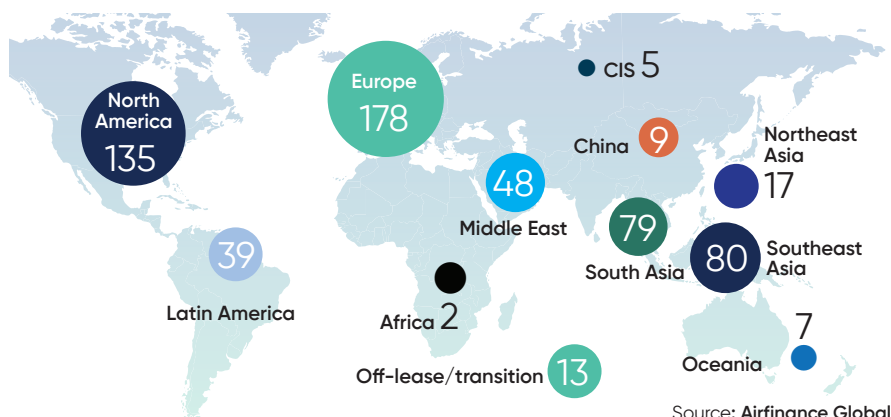 North
America
135
Europe
178
CIS 5
China
9
Northeast
Asia
17
48
Middle East
79
South Asia
80
Southeast
Asia
39
Latin America
Africa 2
7
Oceania
Off-lease/transition
13
Source: Airfinance Global